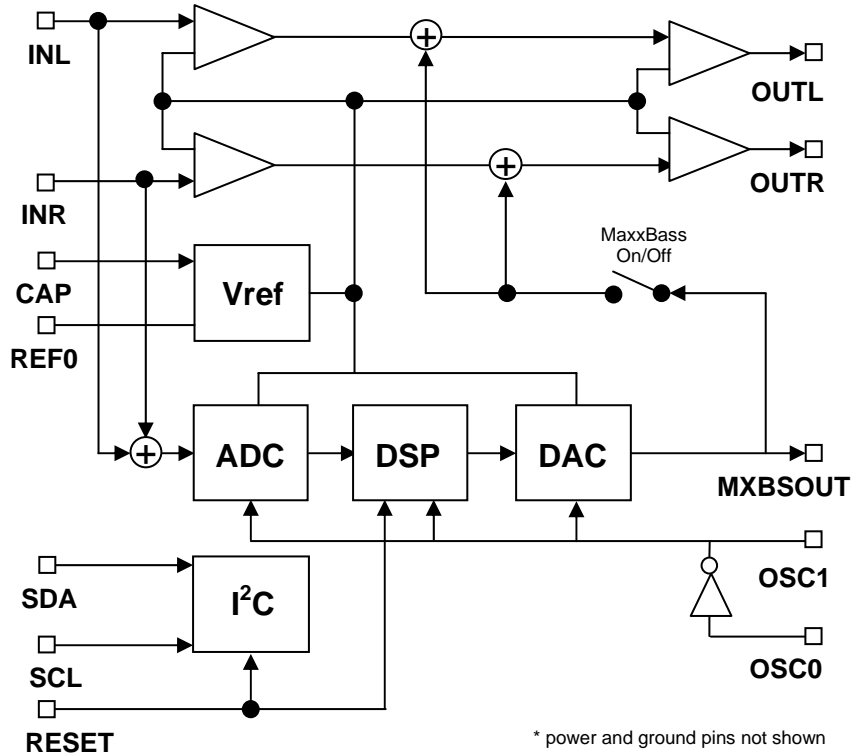 INL
OUTL
INR
OUTR
MaxxBass
On/Off
CAP
Vref
REF0
+
+
+
ADC
DSP
DAC
MXBSOUT
SDA
I²C
OSC1
SCL
OSC0
RESET
* power and ground pins not shown